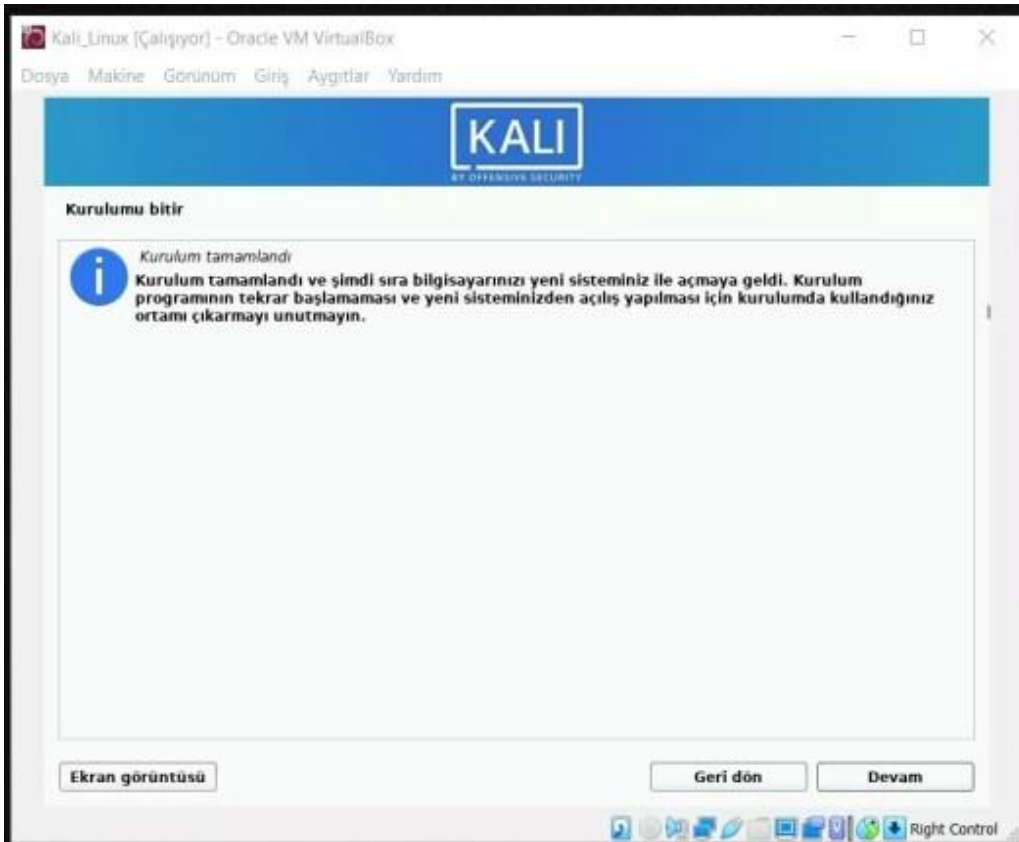 Kali_Linux [Çalışıyor] - Oracle VM VirtualBox
Dosya Makine Görünüm Giriş Aygıtlar Yardım
KALI
BY OFFENSIVE SECURITY
Kurulumu bitir
Kurulum tamamlandı
Kurulum tamamlandı ve şimdi sıra bilgisayarınızı yeni sisteminiz ile açmaya geldi. Kurulum
programının tekrar başlamaması ve yeni sisteminizden açılış yapılması için kurulumda kullandığınız
ortamı çıkarmayı unutmayın.
Ekran görüntüsü Geri dön Devam
Right Control